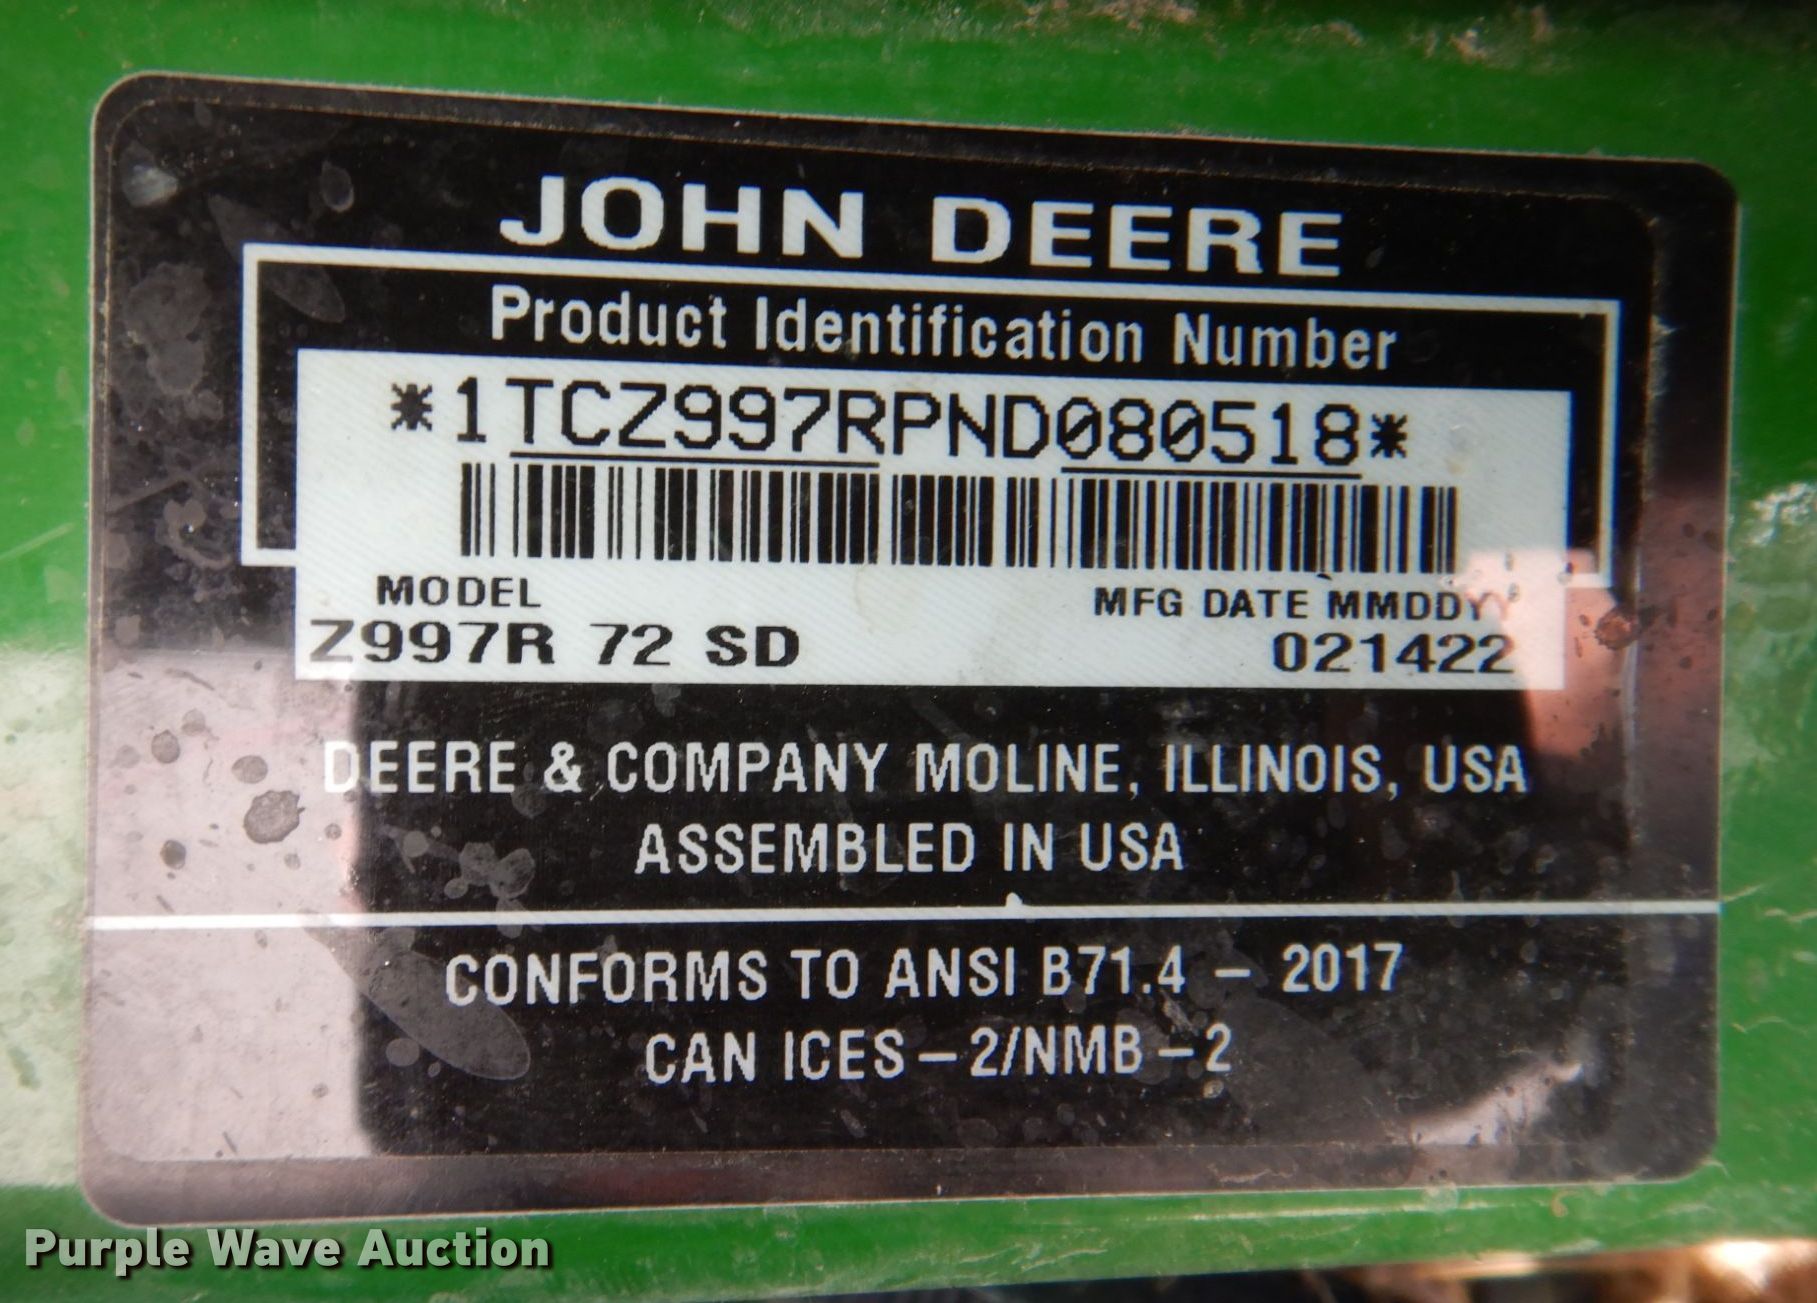 JOHN DEERE
Product Identification Number
*1TCZ997RPND080518*
MODEL
MFG DATE MMDDYY
Z997R 72 SD
021422
DEERE & COMPANY MOLINE, ILLINOIS, USA
ASSEMBLED IN USA
CONFORMS TO ANSI B71.4 – 2017
CAN ICES – 2/NMB – 2
Purple Wave Auction